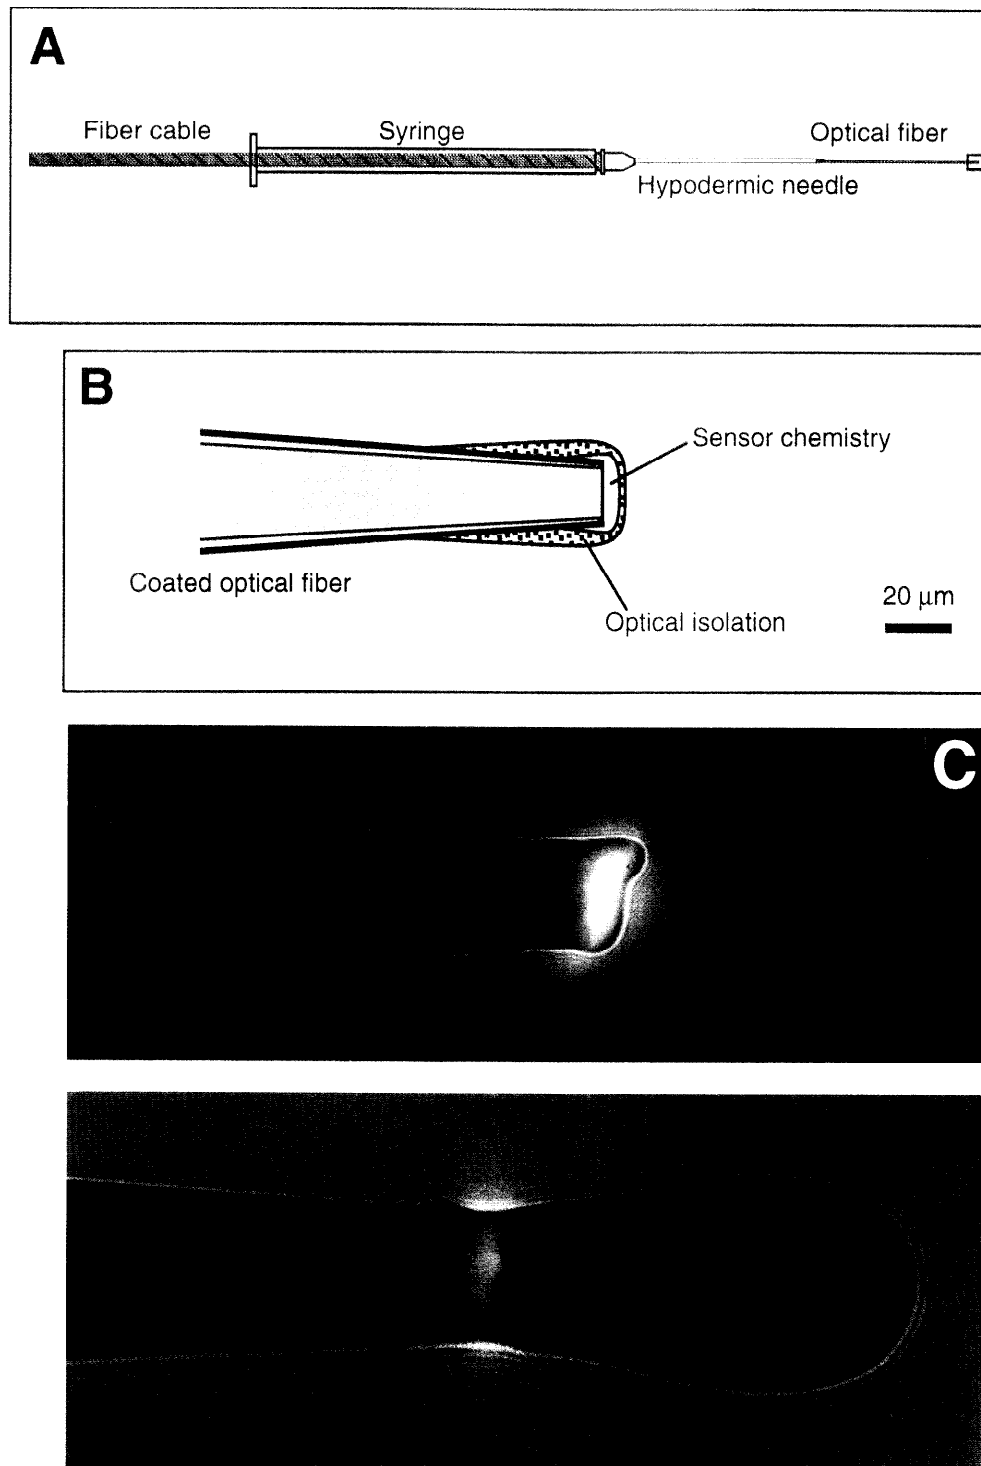 A
Fiber cable
Syringe
Optical fiber
Hypodermic needle
B
Sensor chemistry
Coated optical fiber
20 μm
Optical isolation
C